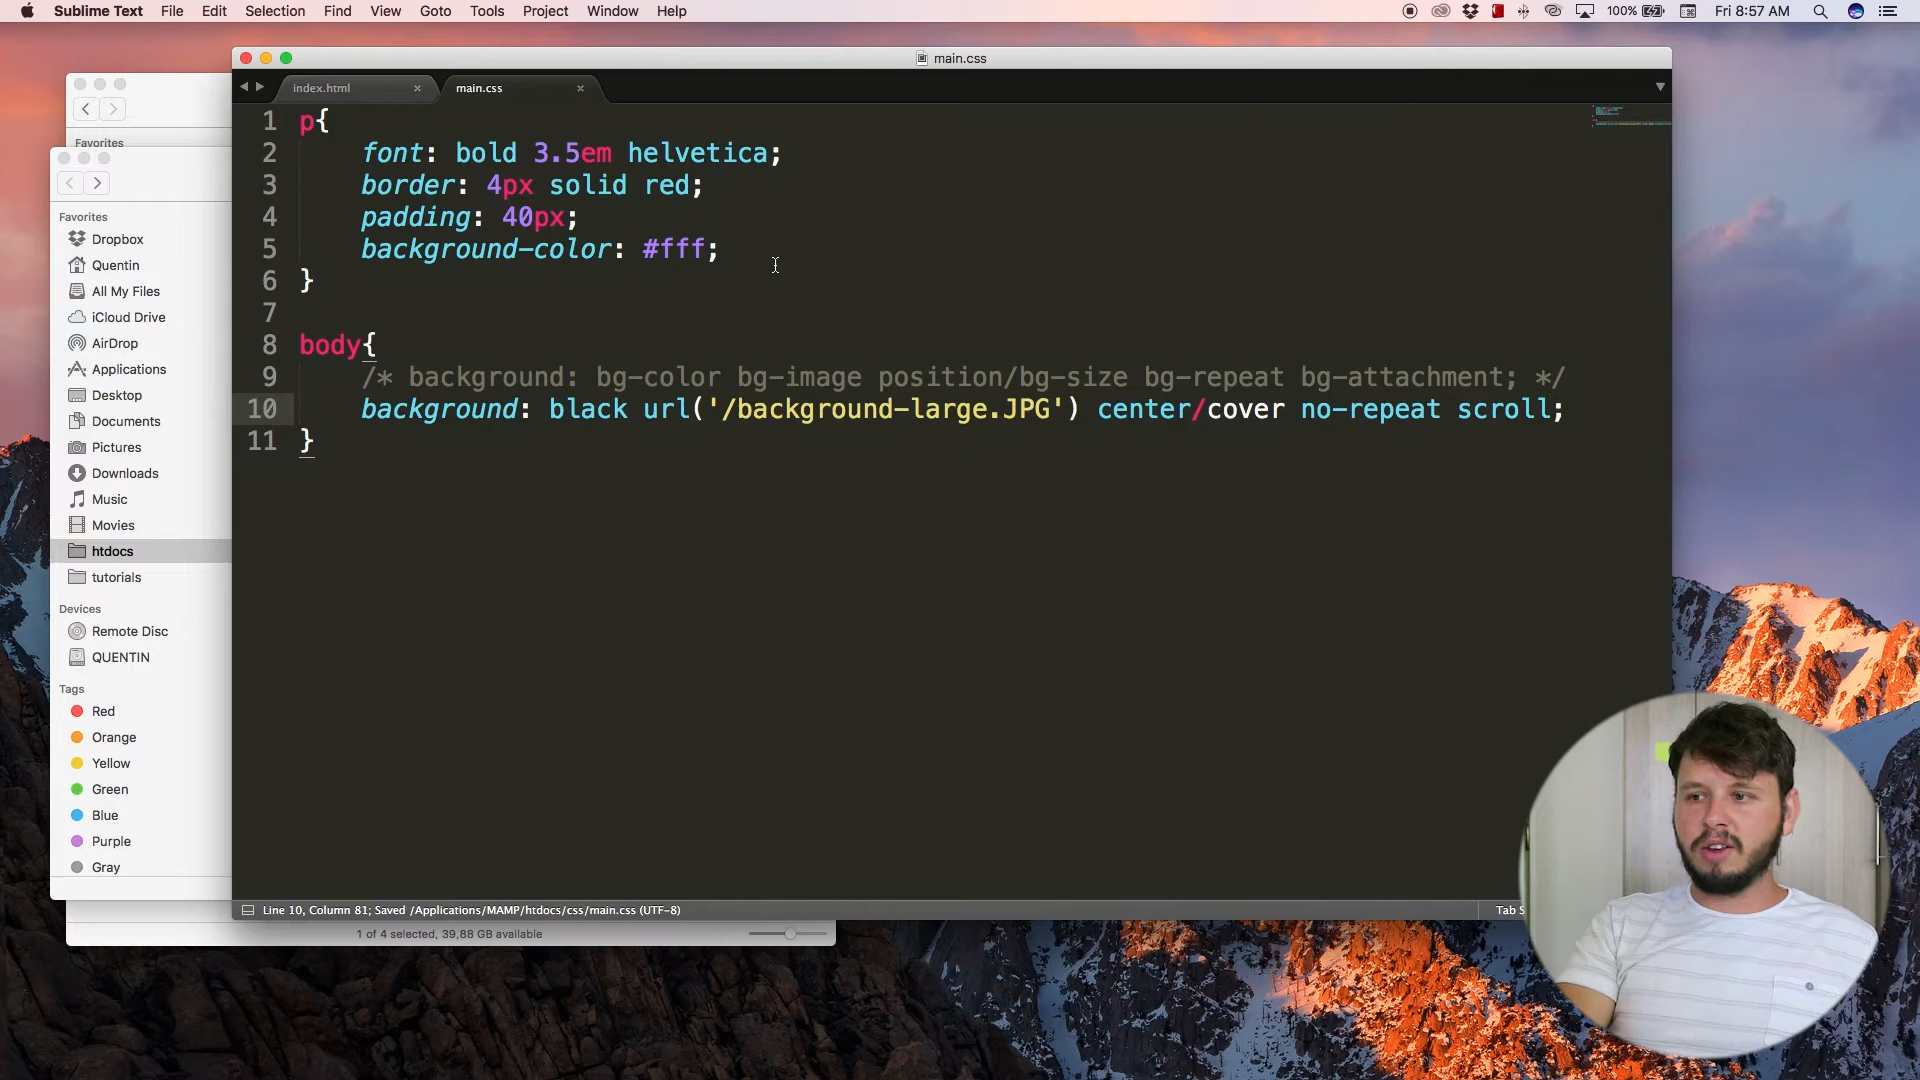 Sublime Text File Edit Selection Find View Goto Tools Project Window Help 100% Fri 8:57 AM
main.css
index.html × main.css ×
1 p{
2 font: bold 3.5em helvetica;
3 border: 4px solid red;
4 padding: 40px;
5 background-color: #fff;
6 }
7
8 body{
9 /* background: bg-color bg-image position/bg-size bg-repeat bg-attachment; */
10 background: black url('/background-large.JPG') center/cover no-repeat scroll;
11 }
Favorites
Favorites
Dropbox
Quentin
All My Files
iCloud Drive
AirDrop
Applications
Desktop
Documents
Pictures
Downloads
Music
Movies
htdocs
tutorials
Devices
Remote Disc
QUENTIN
Tags
Red
Orange
Yellow
Green
Blue
Purple
Gray
Line 10, Column 81; Saved /Applications/MAMP/htdocs/css/main.css (UTF-8) Tab S
1 of 4 selected, 39,88 GB available